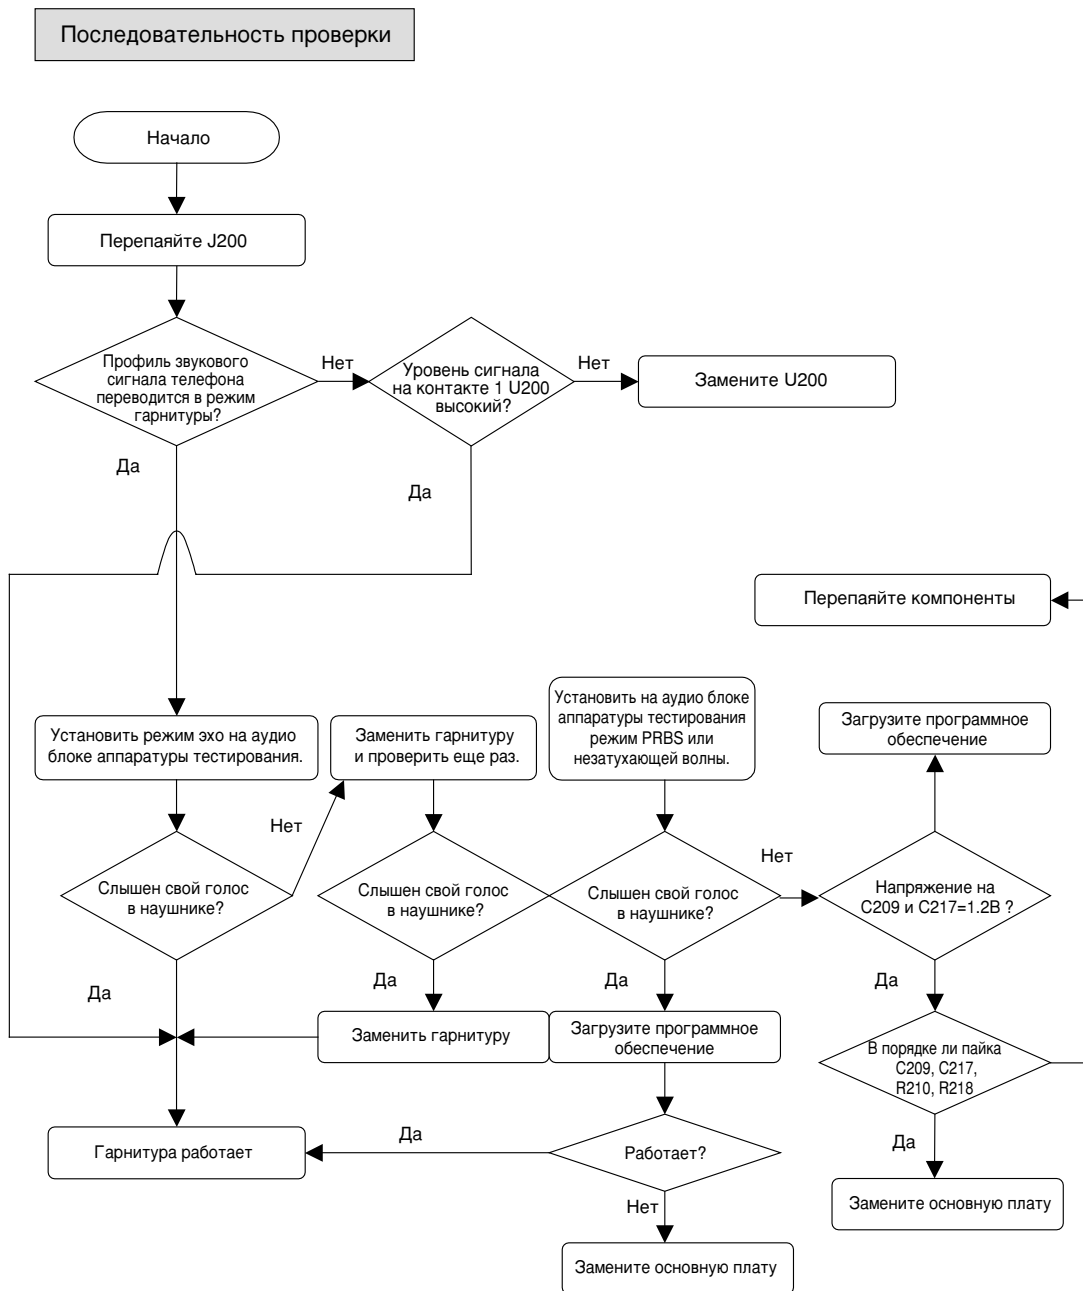 Последовательность проверки
Начало
Перепаяйте J200
Профиль звукового
сигнала телефона
переводится в режим
гарнитуры?
Нет
Уровень сигнала
на контакте 1 U200
высокий?
Нет
Замените U200
Да
Да
Перепаяйте компоненты
Установить режим эхо на аудио
блоке аппаратуры тестирования.
Заменить гарнитуру
и проверить еще раз.
Установить на аудио блоке
аппаратуры тестирования
режим PRBS или
незатухающей волны.
Загрузите программное
обеспечение
Нет
Нет
Слышен свой голос
в наушнике?
Слышен свой голос
в наушнике?
Слышен свой голос
в наушнике?
Напряжение на
C209 и C217=1.2В ?
Да
Да
Да
Да
Заменить гарнитуру
Загрузите программное
обеспечение
В порядке ли пайка
C209, C217,
R210, R218
Гарнитура работает
Да
Работает?
Да
Нет
Замените основную плату
Замените основную плату